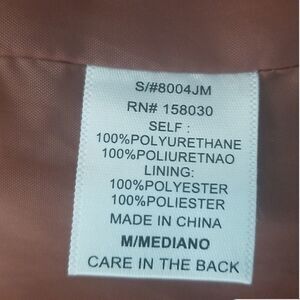 S/#8004JM
RN# 158030
SELF :
100%POLYURETHANE
100%POLIURETNAO
LINING:
100%POLYESTER
100%POLIESTER
MADE IN CHINA
M/MEDIANO
CARE IN THE BACK